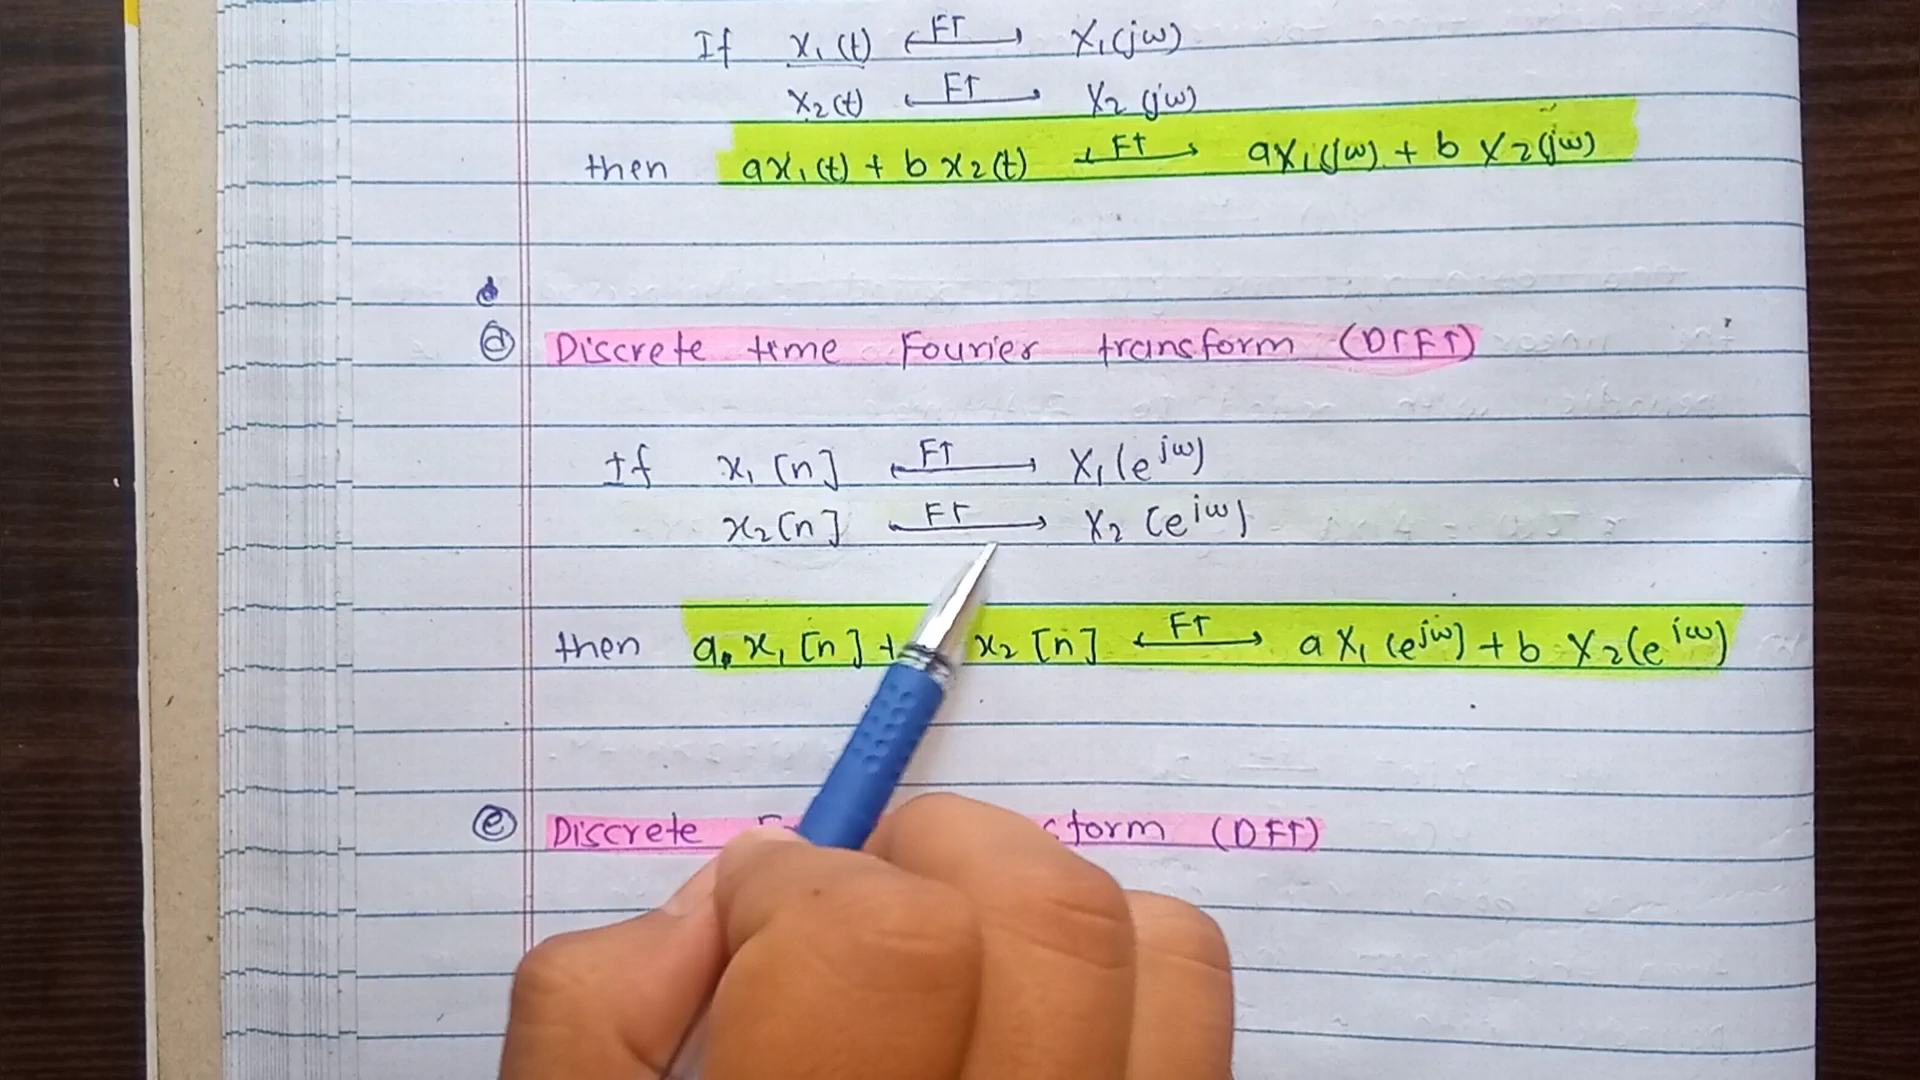 If x₁(t) ⟷FT X₁(jω)
x₂(t) ⟷FT X₂(jω)
then ax₁(t) + b x₂(t) ⟷Ft aX₁(jω) + b X₂(jω)
d
ⓓ Discrete time Fourier transform (DTFT)
If x₁[n] ⟷FT X₁(e^jω)
x₂[n] ⟷FT X₂(e^jω)
then a x₁[n] + x₂[n] ⟷FT a X₁(e^jω) + b X₂(e^jω)
ⓔ Discrete form (DFT)